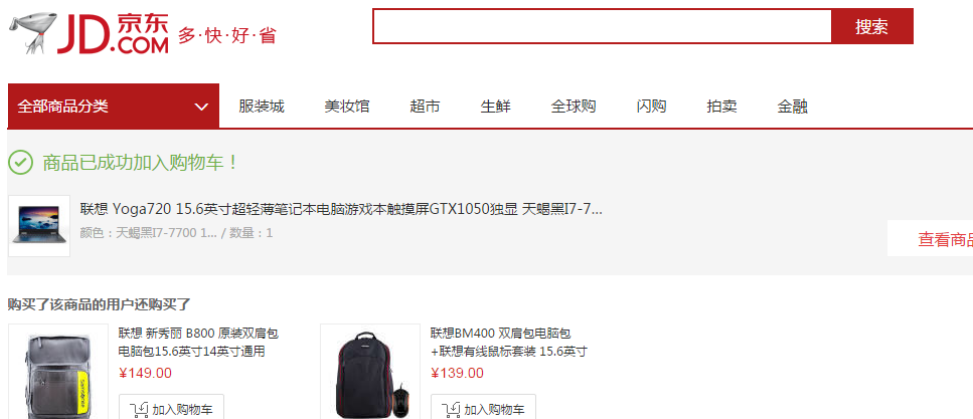 JD 京东
.COM 多·快·好·省
搜索
全部商品分类 服装城 美妆馆 超市 生鲜 全球购 闪购 拍卖 金融
商品已成功加入购物车！
联想 Yoga720 15.6英寸超轻薄笔记本电脑游戏本触摸屏GTX1050独显 天蝎黑I7-7...
颜色：天蝎黑I7-7700 1... / 数量：1
查看商品
购买了该商品的用户还购买了
联想 新秀丽 B800 原装双肩包
电脑包15.6英寸14英寸通用
¥149.00
加入购物车
联想BM400 双肩包电脑包
+联想有线鼠标套装 15.6英寸
¥139.00
加入购物车